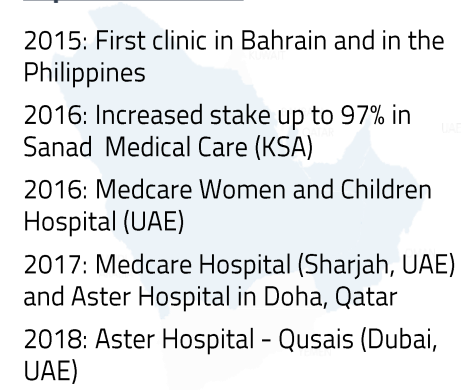 2015: First clinic in Bahrain and in the
Philippines
2016: Increased stake up to 97% in
Sanad  Medical Care (KSA)
2016: Medcare Women and Children
Hospital (UAE)
2017: Medcare Hospital (Sharjah, UAE)
and Aster Hospital in Doha, Qatar
2018: Aster Hospital - Qusais (Dubai,
UAE)